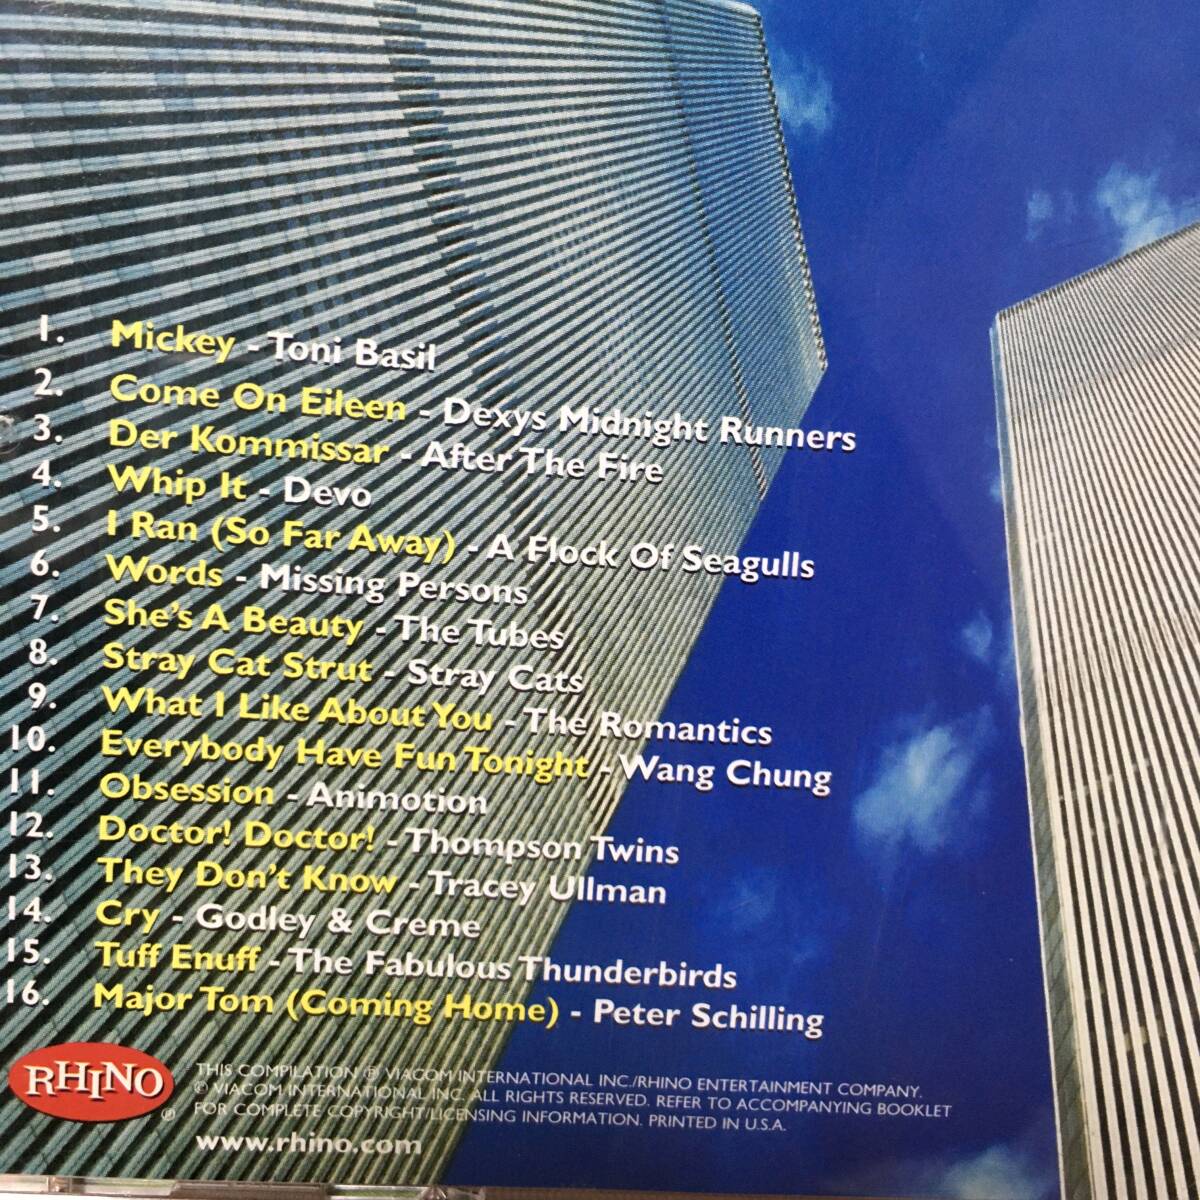 1. Mickey - Toni Basil
2. Come On Eileen - Dexys Midnight Runners
3. Der Kommissar - After The Fire
4. Whip It - Devo
5. I Ran (So Far Away) - A Flock Of Seagulls
6. Words - Missing Persons
7. She's A Beauty - The Tubes
8. Stray Cat Strut - Stray Cats
9. What I Like About You - The Romantics
10. Everybody Have Fun Tonight - Wang Chung
11. Obsession - Animotion
12. Doctor! Doctor! - Thompson Twins
13. They Don't Know - Tracey Ullman
14. Cry - Godley & Creme
15. Tuff Enuff - The Fabulous Thunderbirds
16. Major Tom (Coming Home) - Peter Schilling
RHINO ℗
THIS COMPILATION ℗ VIACOM INTERNATIONAL INC./RHINO ENTERTAINMENT COMPANY.
© VIACOM INTERNATIONAL INC. ALL RIGHTS RESERVED. REFER TO ACCOMPANYING BOOKLET
FOR COMPLETE COPYRIGHT/LICENSING INFORMATION. PRINTED IN U.S.A.
www.rhino.com